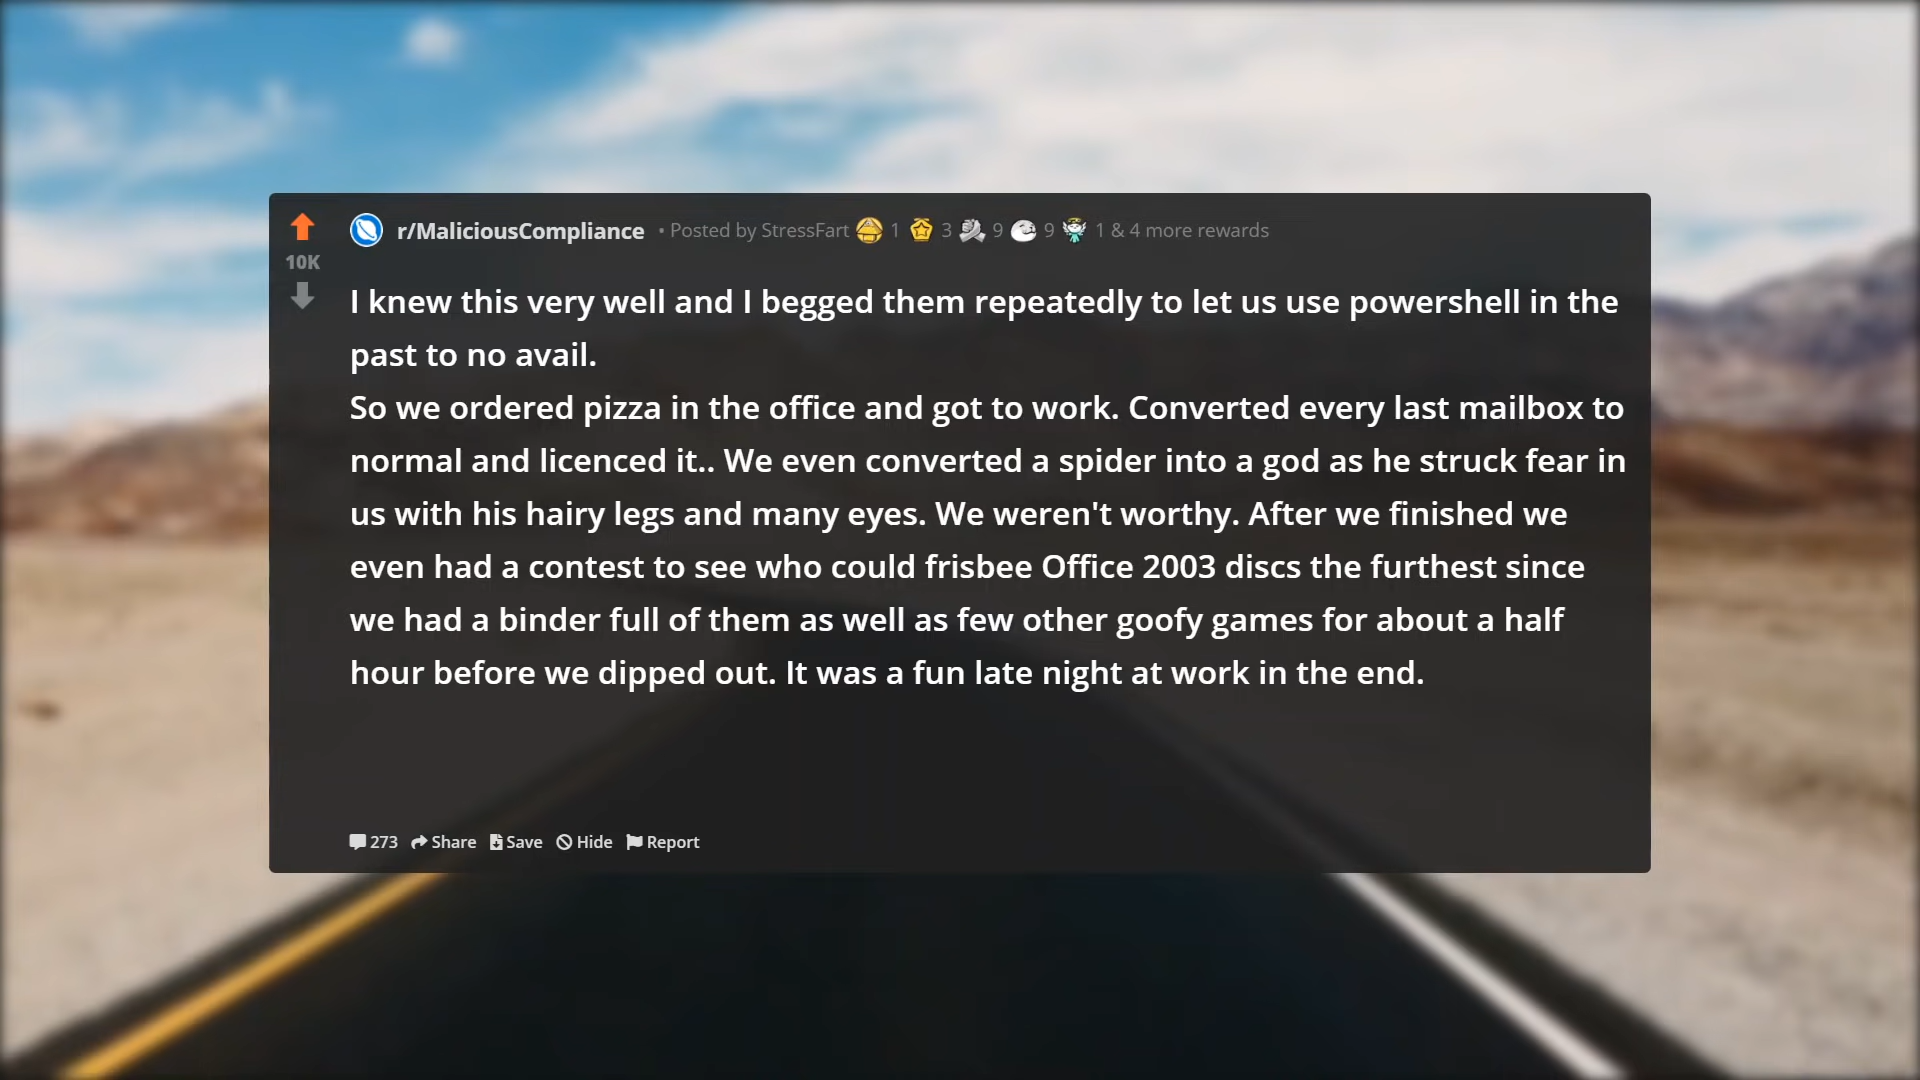 r/MaliciousCompliance • Posted by StressFart 1 3 9 9 1 & 4 more rewards
10K
I knew this very well and I begged them repeatedly to let us use powershell in the
past to no avail.
So we ordered pizza in the office and got to work. Converted every last mailbox to
normal and licenced it.. We even converted a spider into a god as he struck fear in
us with his hairy legs and many eyes. We weren't worthy. After we finished we
even had a contest to see who could frisbee Office 2003 discs the furthest since
we had a binder full of them as well as few other goofy games for about a half
hour before we dipped out. It was a fun late night at work in the end.
273 Share Save Hide Report